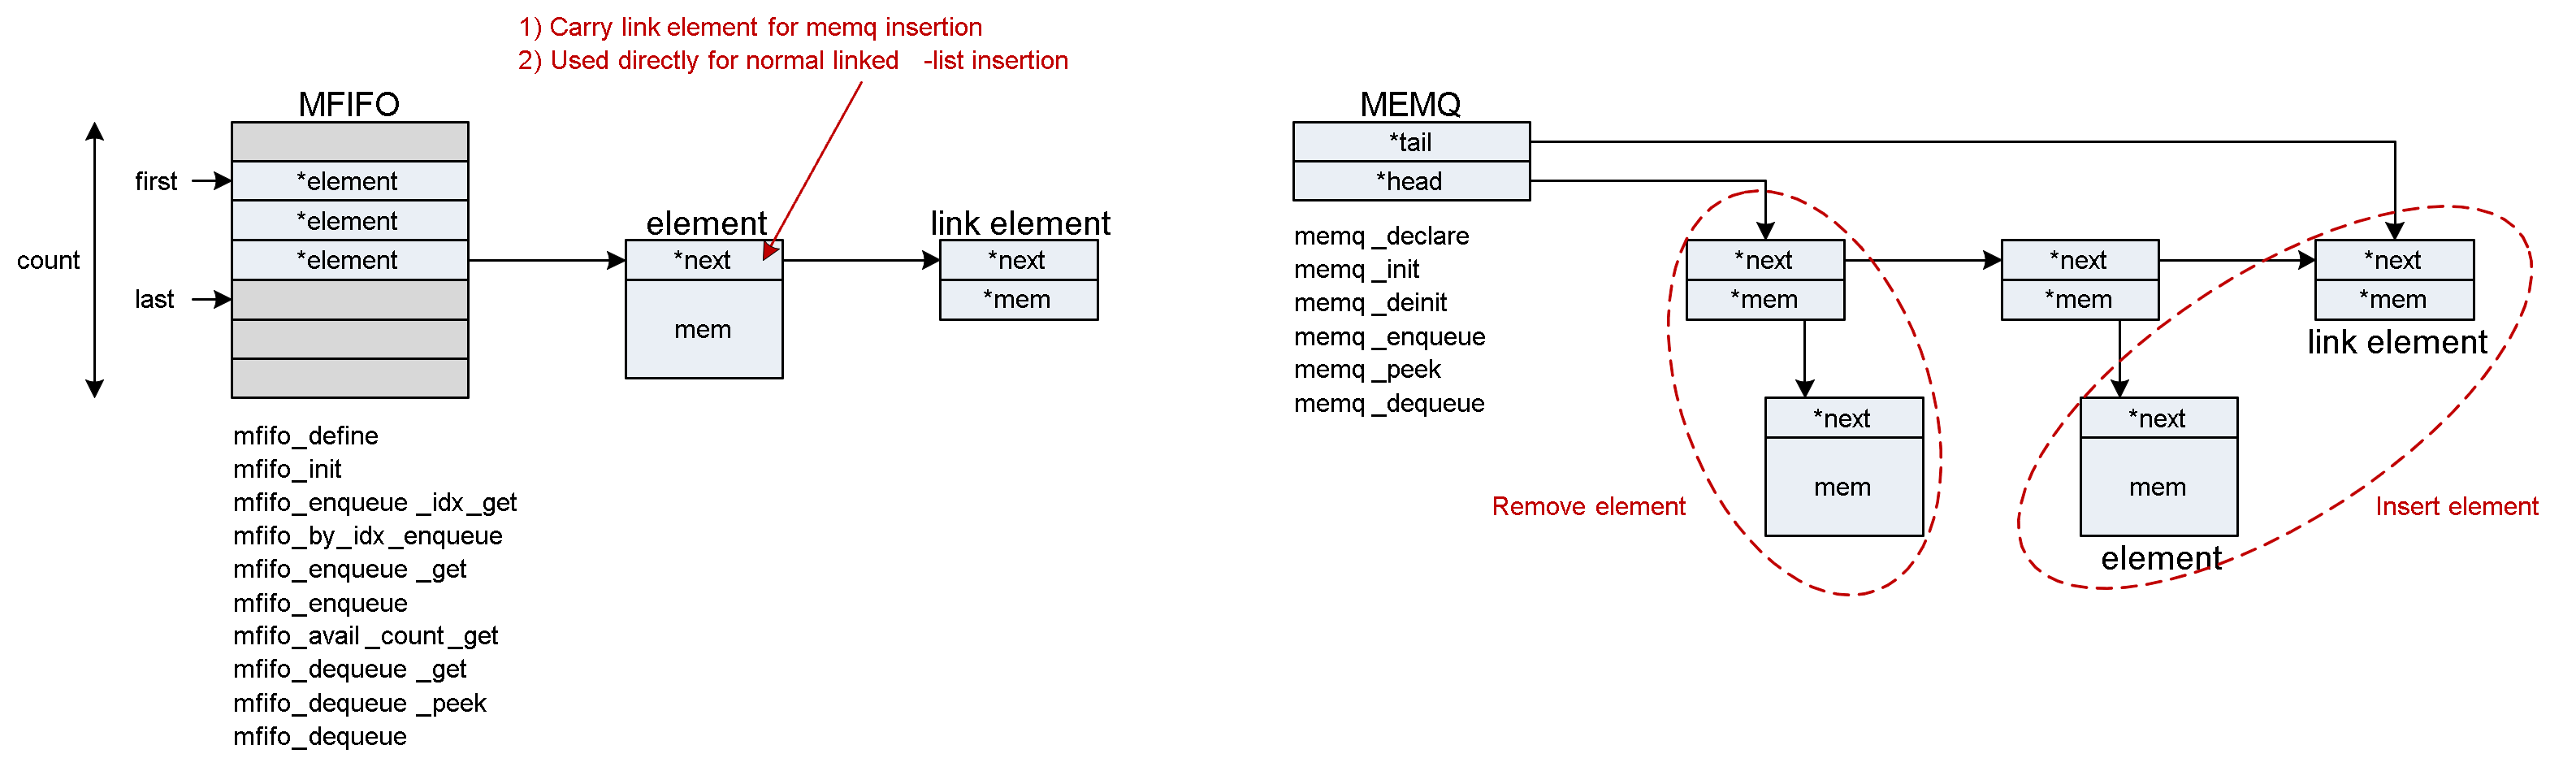 1) Carry link element for memq insertion
2) Used directly for normal linked -list insertion
MFIFO
count
first
last
*element
*element
*element
element
*next
mem
link element
*next
*mem
mfifo_define
mfifo_init
mfifo_enqueue _idx_get
mfifo_by_idx_enqueue
mfifo_enqueue _get
mfifo_enqueue
mfifo_avail _count _get
mfifo_dequeue _get
mfifo_dequeue _peek
mfifo_dequeue
MEMQ
*tail
*head
memq _declare
memq _init
memq _deinit
memq _enqueue
memq _peek
memq _dequeue
*next
*mem
*next
mem
Remove element
*next
*mem
*next
mem
element
*next
*mem
link element
Insert element